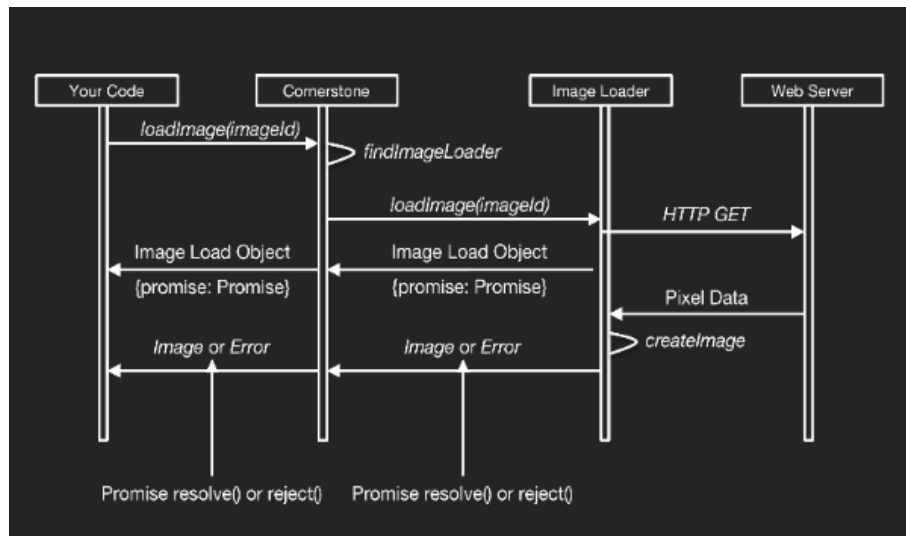 Your Code
Cornerstone
Image Loader
Web Server
loadImage(imageId)
findImageLoader
loadImage(imageId)
HTTP GET
Image Load Object
{promise: Promise}
Image Load Object
{promise: Promise}
Pixel Data
createImage
Image or Error
Image or Error
Promise resolve() or reject()
Promise resolve() or reject()